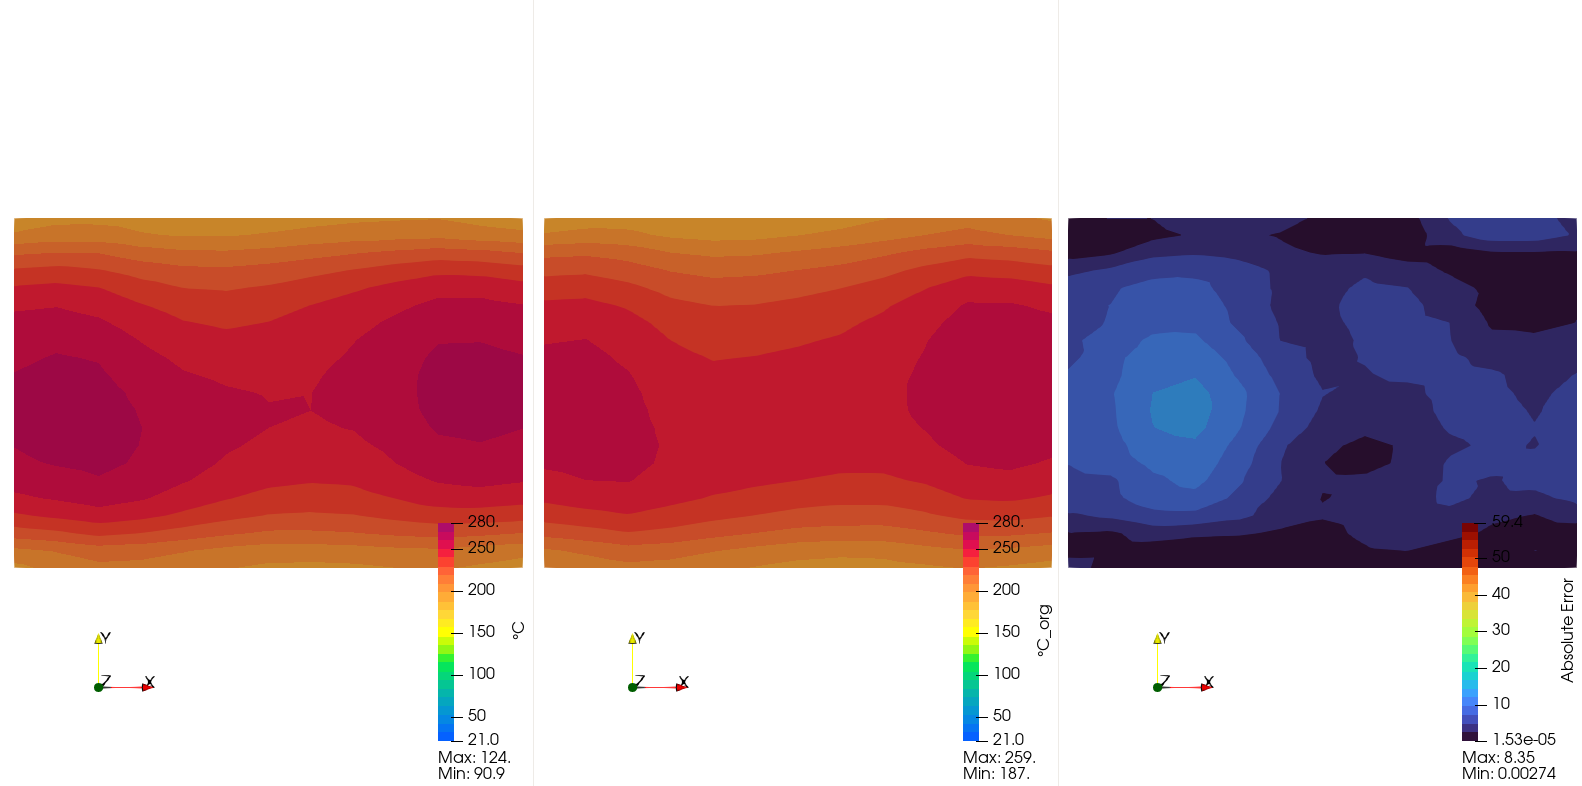 280.
250
200
150
100
50
21.0
°C
Max: 124.
Min: 90.9
Y
Z
X
280.
250
200
150
100
50
21.0
°C_org
Max: 259.
Min: 187.
Y
Z
X
59.4
50
40
30
20
10
1.53e-05
Absolute Error
Max: 8.35
Min: 0.00274
Y
Z
X